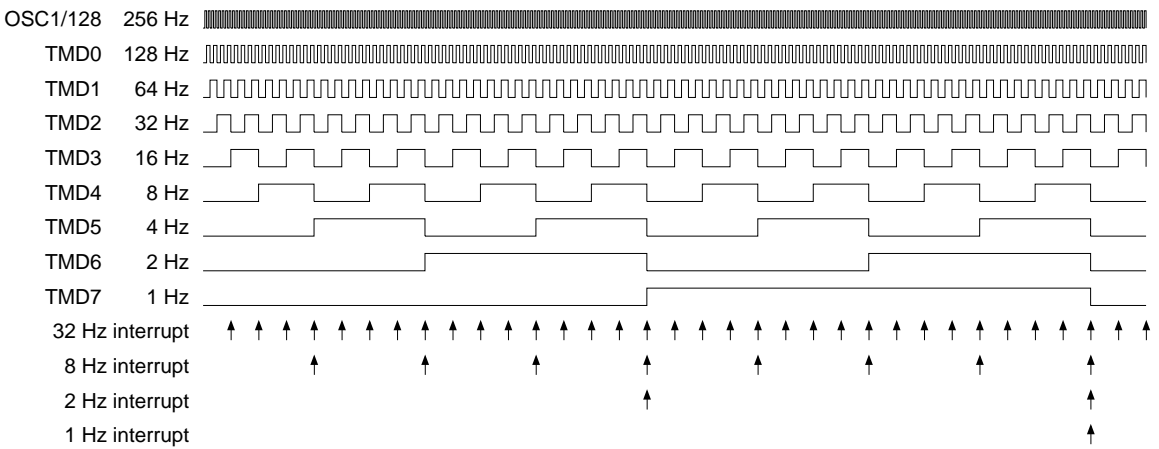 OSC1/128 256 Hz
TMD0 128 Hz
TMD1 64 Hz
TMD2 32 Hz
TMD3 16 Hz
TMD4 8 Hz
TMD5 4 Hz
TMD6 2 Hz
TMD7 1 Hz
32 Hz interrupt
8 Hz interrupt
2 Hz interrupt
1 Hz interrupt